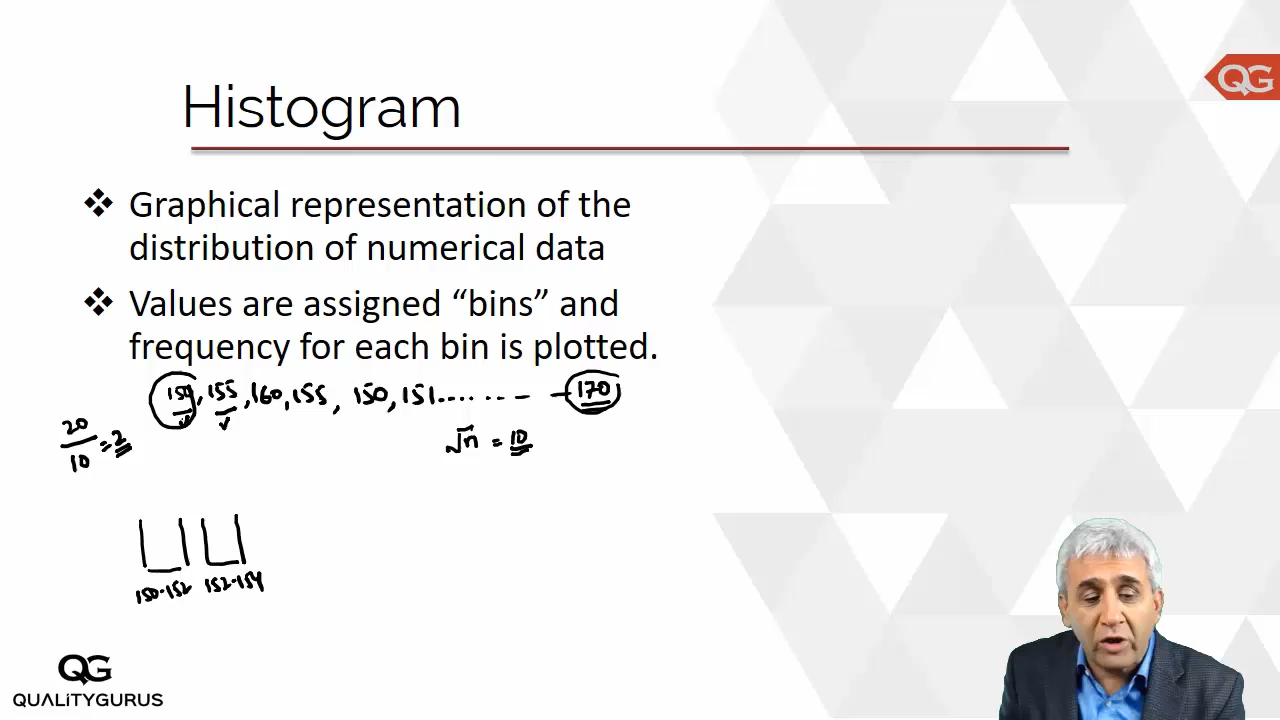 QG
Histogram
❖ Graphical representation of the
distribution of numerical data
❖ Values are assigned “bins” and
frequency for each bin is plotted.
150, 155, 160, 155, 150, 151....... - 170
20/10 = 2
√n = 10
150-152 152-154
QG
QUALiTYGURUS